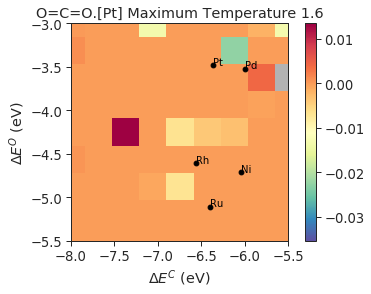 O=C=O.[Pt] Maximum Temperature 1.6
−3.0
−3.5
−4.0
−4.5
−5.0
−5.5
ΔE^O (eV)
Pt
Pd
Rh
Ni
Ru
−8.0 −7.5 −7.0 −6.5 −6.0 −5.5
ΔE^C (eV)
0.01
0.00
−0.01
−0.02
−0.03